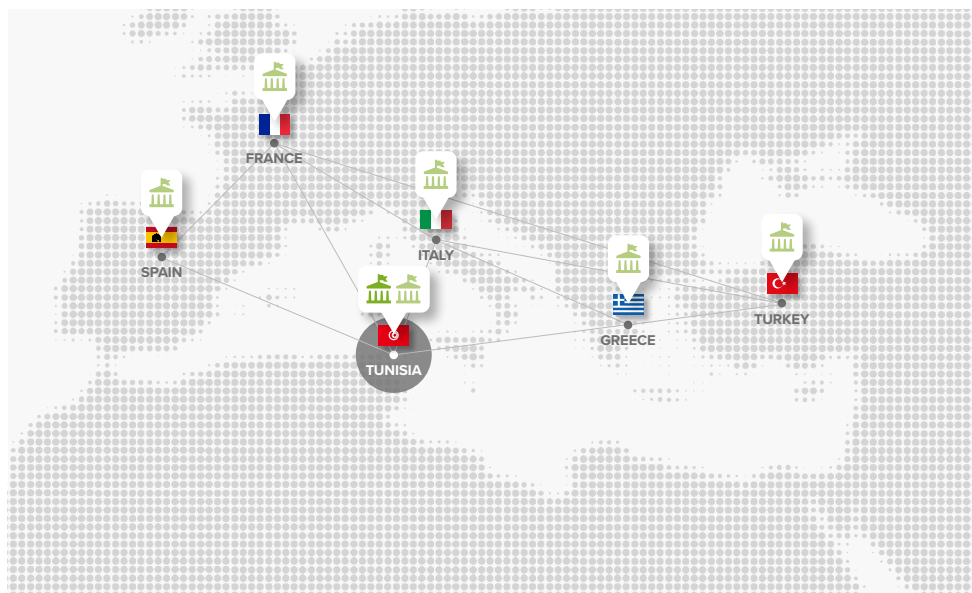 FRANCE
ITALY
SPAIN
TURKEY
GREECE
TUNISIA